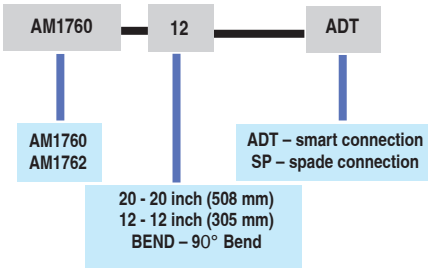 AM1760
12
ADT
AM1760
AM1762
ADT – smart connection
SP – spade connection
20 - 20 inch (508 mm)
12 - 12 inch (305 mm)
BEND – 90° Bend